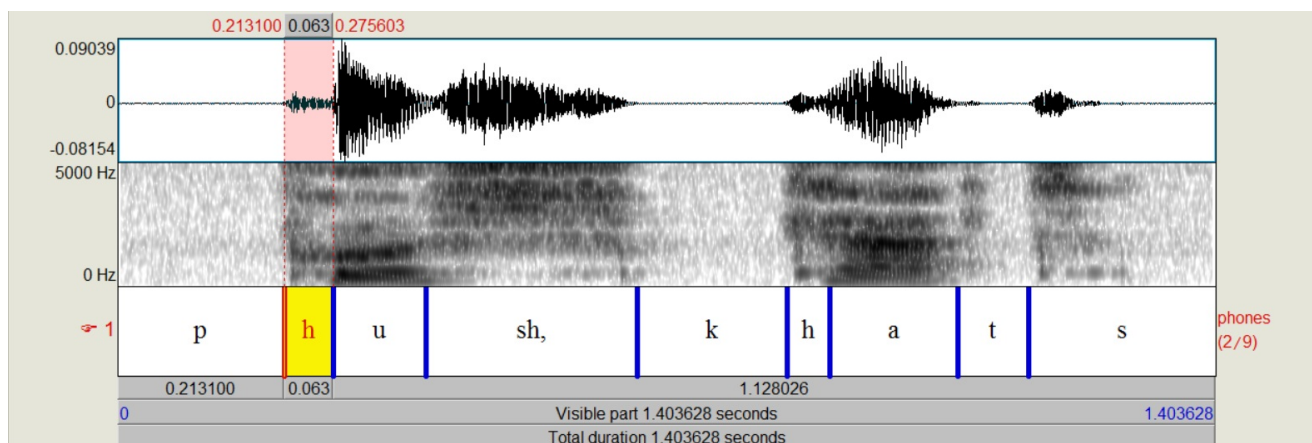 0.213100 0.063 0.275603
0.09039
0
-0.08154
5000 Hz
0 Hz
☞ 1 p h u sh, k h a t s phones
(2/9)
0.213100 0.063 1.128026
0 Visible part 1.403628 seconds 1.403628
Total duration 1.403628 seconds